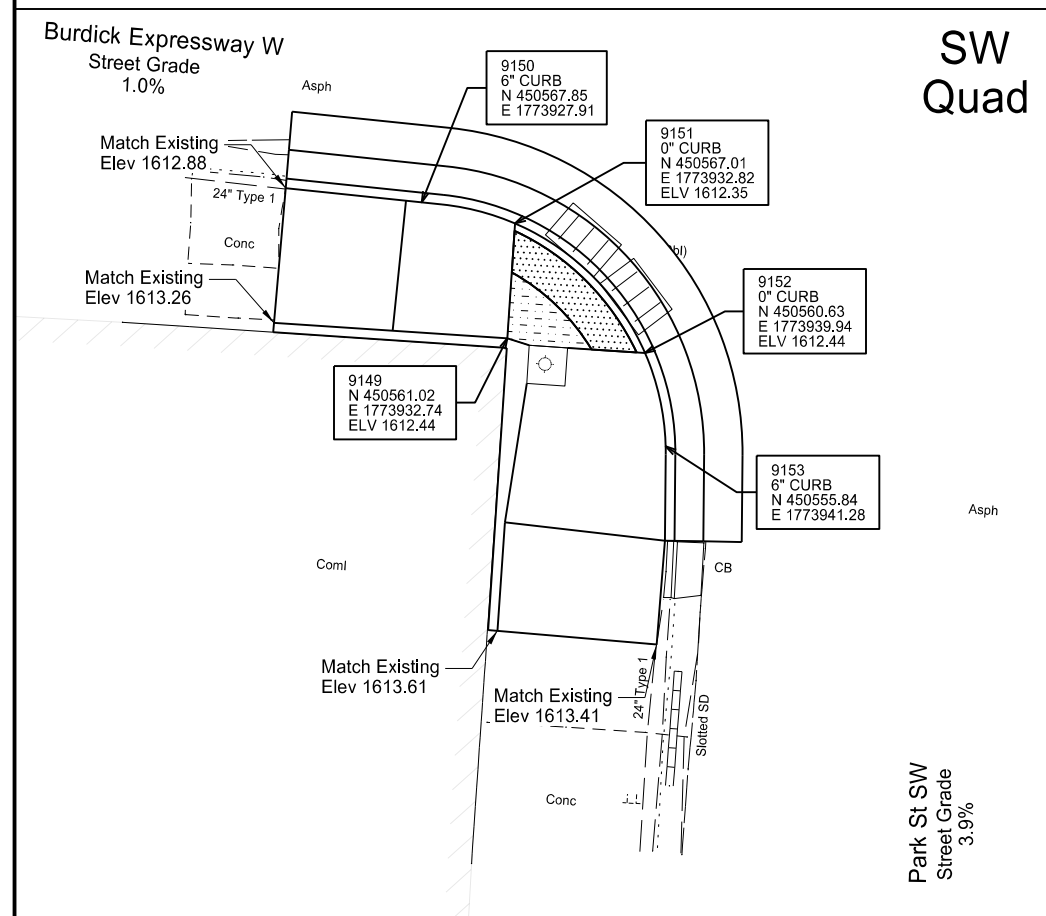 Burdick Expressway W
Street Grade
1.0%
SW
Quad
Asph
9150
6" CURB
N 450567.85
E 1773927.91
Match Existing
Elev 1612.88
9151
0" CURB
N 450567.01
E 1773932.82
ELV 1612.35
24" Type 1
Conc
bl)
Match Existing
Elev 1613.26
9152
0" CURB
N 450560.63
E 1773939.94
ELV 1612.44
9149
N 450561.02
E 1773932.74
ELV 1612.44
9153
6" CURB
N 450555.84
E 1773941.28
Asph
Coml
CB
Match Existing
Elev 1613.61
Match Existing
Elev 1613.41
24" Type 1
Slotted SD
Conc
Park St SW
Street Grade
3.9%